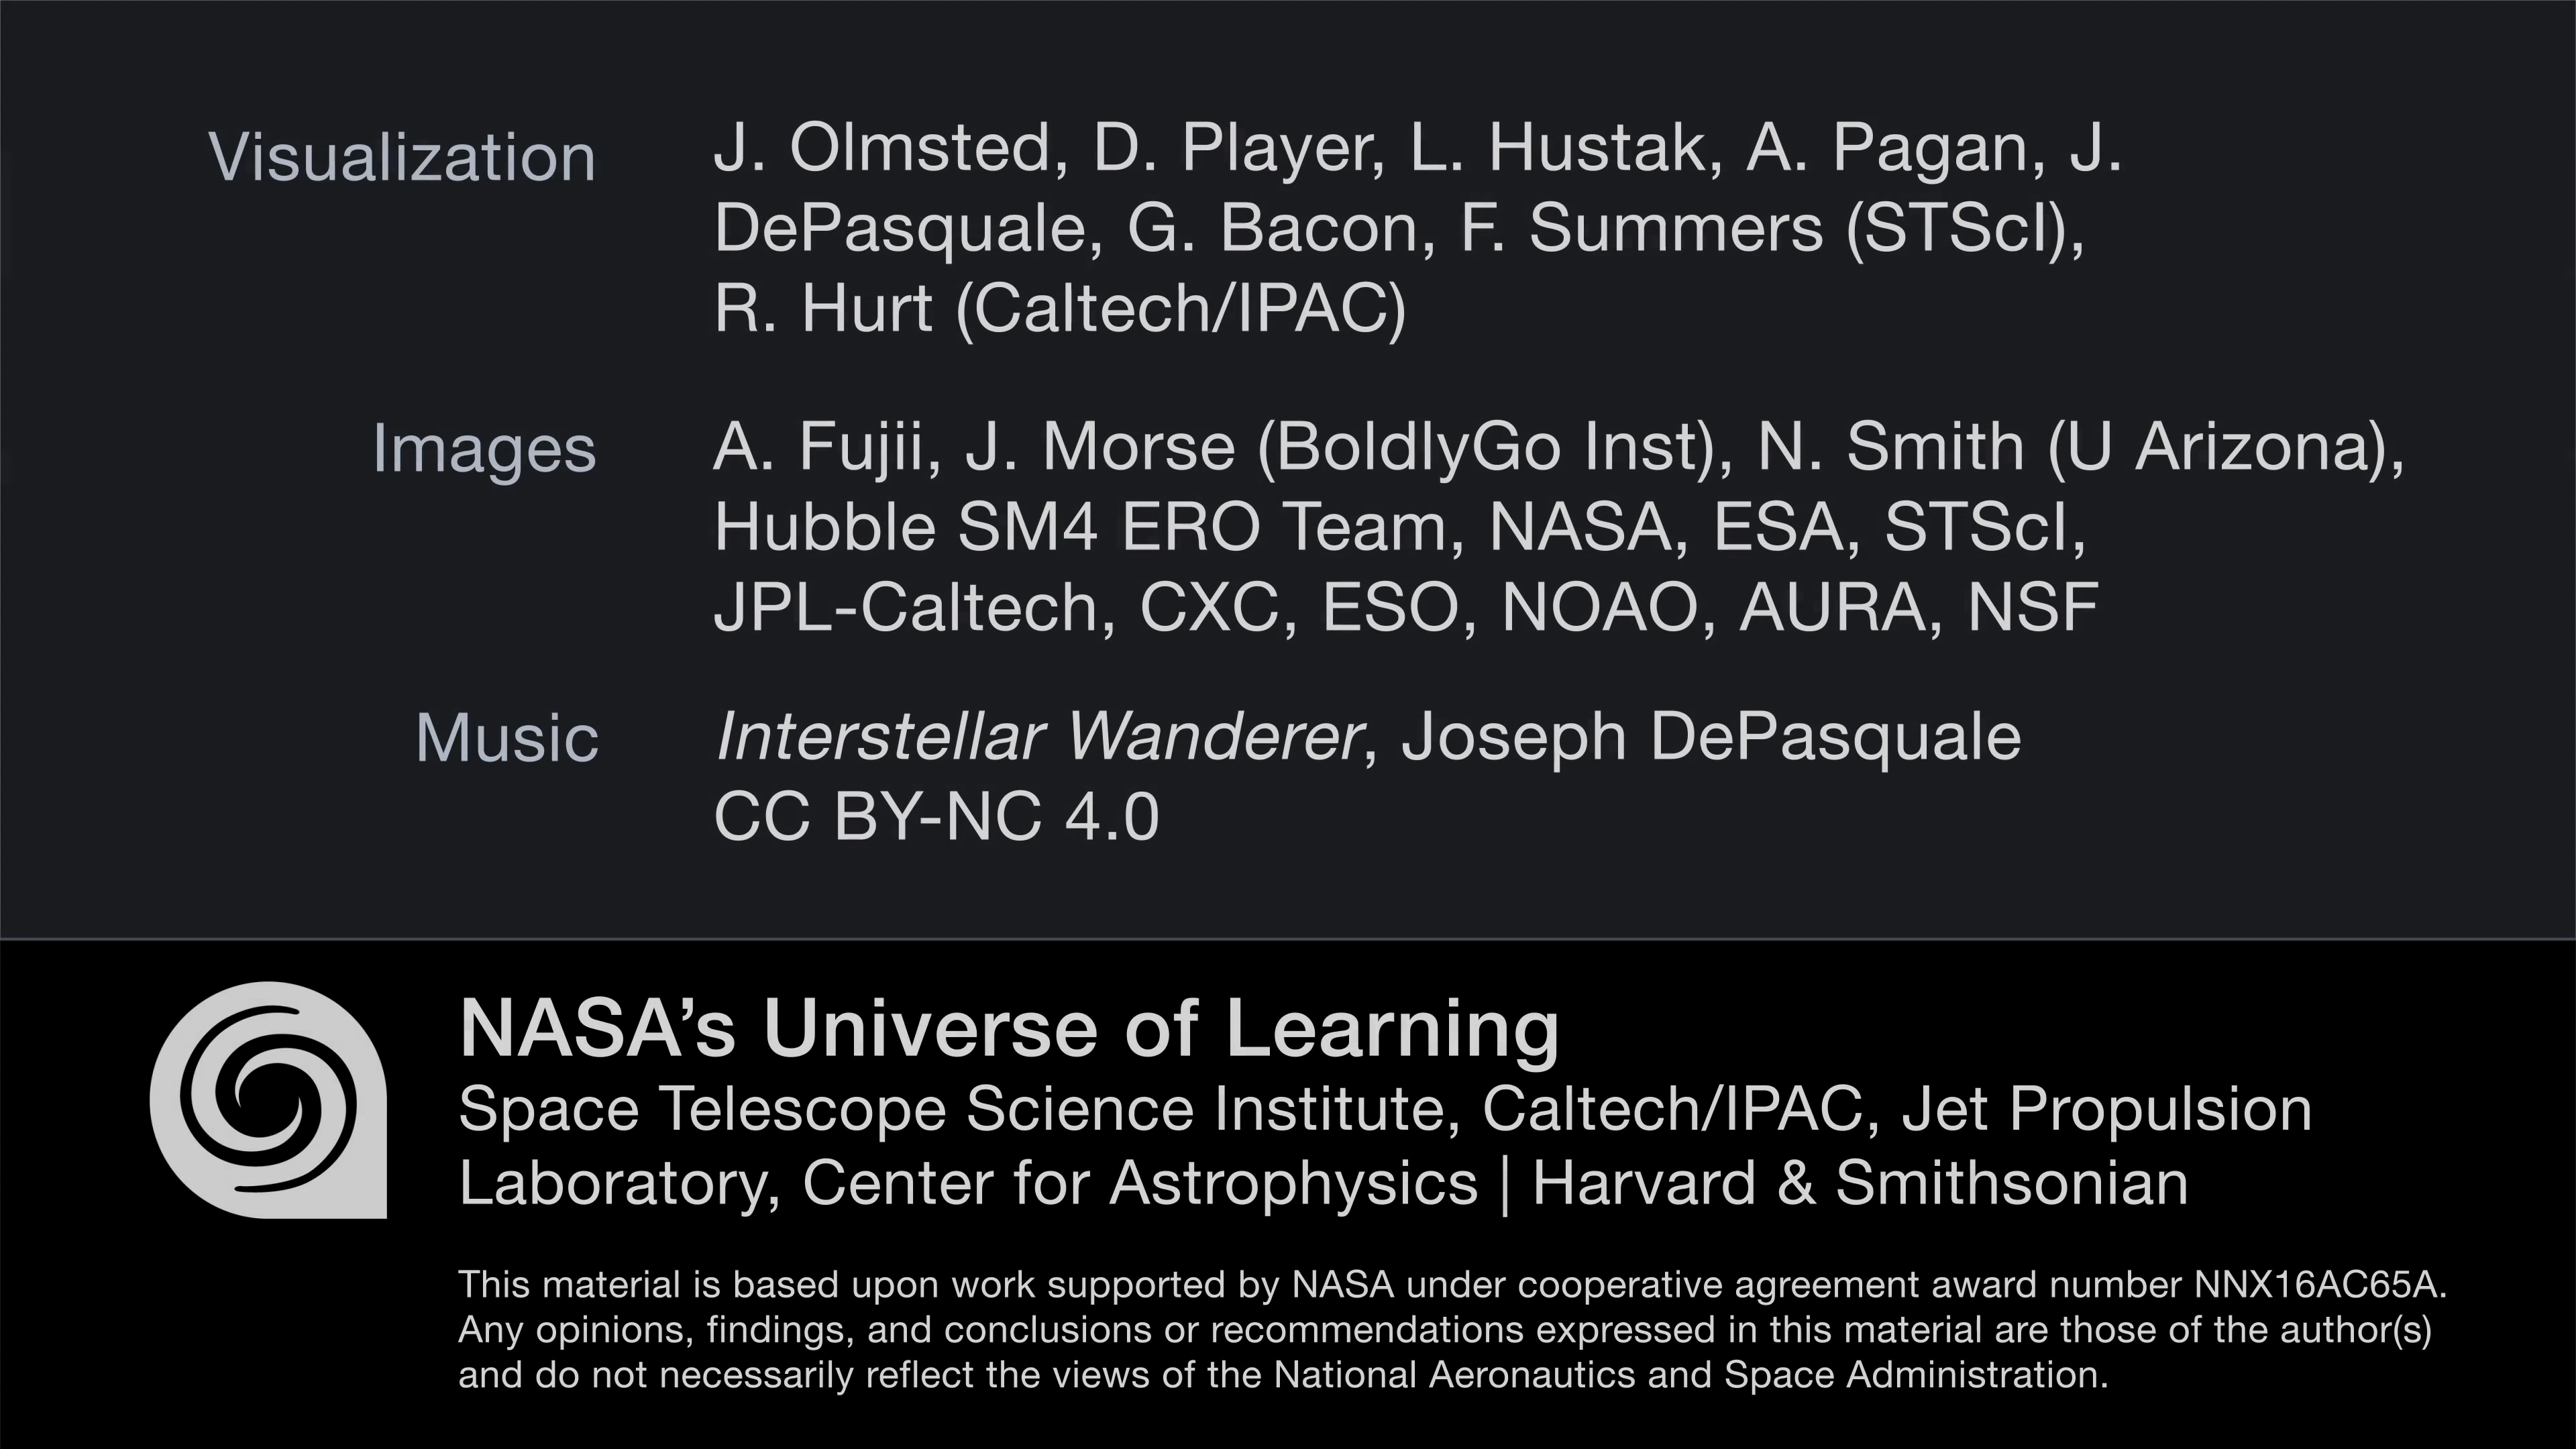 Visualization
J. Olmsted, D. Player, L. Hustak, A. Pagan, J.
DePasquale, G. Bacon, F. Summers (STScI),
R. Hurt (Caltech/IPAC)
Images
A. Fujii, J. Morse (BoldlyGo Inst), N. Smith (U Arizona),
Hubble SM4 ERO Team, NASA, ESA, STScI,
JPL-Caltech, CXC, ESO, NOAO, AURA, NSF
Music
Interstellar Wanderer, Joseph DePasquale
CC BY-NC 4.0
NASA’s Universe of Learning
Space Telescope Science Institute, Caltech/IPAC, Jet Propulsion
Laboratory, Center for Astrophysics | Harvard & Smithsonian
This material is based upon work supported by NASA under cooperative agreement award number NNX16AC65A.
Any opinions, findings, and conclusions or recommendations expressed in this material are those of the author(s)
and do not necessarily reflect the views of the National Aeronautics and Space Administration.